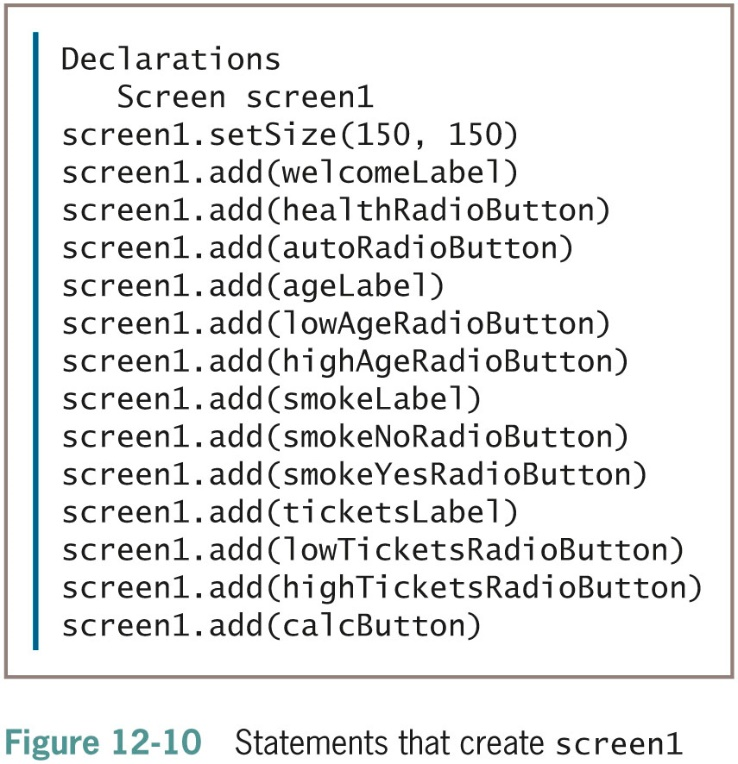 Declarations
Screen screen1
screen1.setSize(150, 150)
screen1.add(welcomeLabel)
screen1.add(healthRadioButton)
screen1.add(autoRadioButton)
screen1.add(ageLabel)
screen1.add(lowAgeRadioButton)
screen1.add(highAgeRadioButton)
screen1.add(smokeLabel)
screen1.add(smokeNoRadioButton)
screen1.add(smokeYesRadioButton)
screen1.add(ticketsLabel)
screen1.add(lowTicketsRadioButton)
screen1.add(highTicketsRadioButton)
screen1.add(calcButton)
Figure 12-10 Statements that create screen1